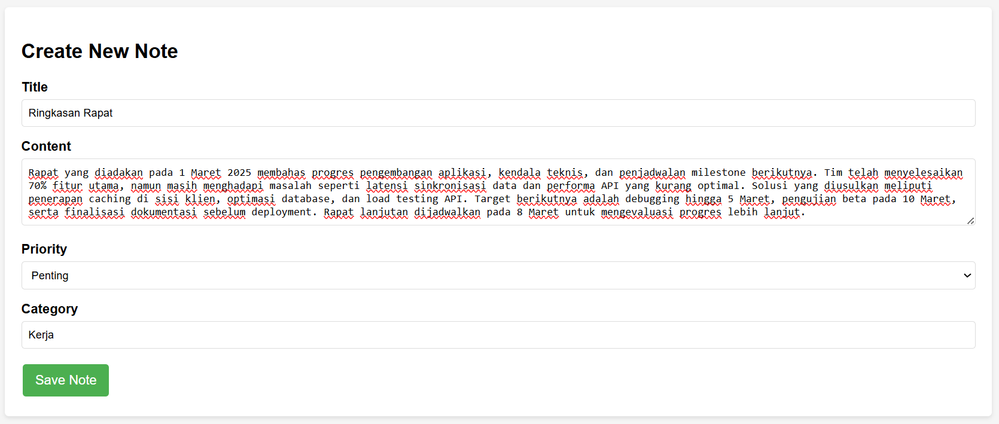 Create New Note
Title
Ringkasan Rapat
Content
Rapat yang diadakan pada 1 Maret 2025 membahas progres pengembangan aplikasi, kendala teknis, dan penjadwalan milestone berikutnya. Tim telah menyelesaikan
70% fitur utama, namun masih menghadapi masalah seperti latensi sinkronisasi data dan performa API yang kurang optimal. Solusi yang diusulkan meliputi
penerapan caching di sisi klien, optimasi database, dan load testing API. Target berikutnya adalah debugging hingga 5 Maret, pengujian beta pada 10 Maret,
serta finalisasi dokumentasi sebelum deployment. Rapat lanjutan dijadwalkan pada 8 Maret untuk mengevaluasi progres lebih lanjut.
Priority
Penting
Category
Kerja
Save Note